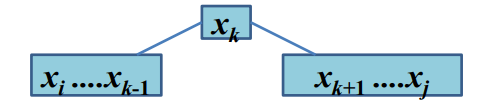 xk
xi ....xk-1
xk+1 ....xj